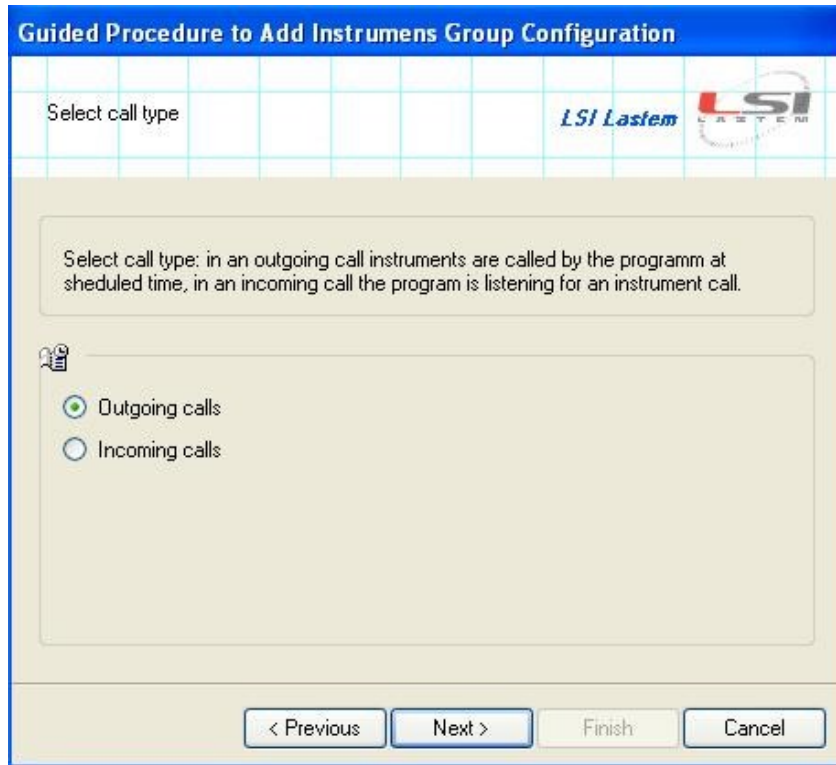 Guided Procedure to Add Instrumens Group Configuration
Select call type
LSI Lastem
LSI
LASTEM
Select call type: in an outgoing call instruments are called by the programm at
sheduled time, in an incoming call the program is listening for an instrument call.
Outgoing calls
Incoming calls
< Previous
Next >
Finish
Cancel